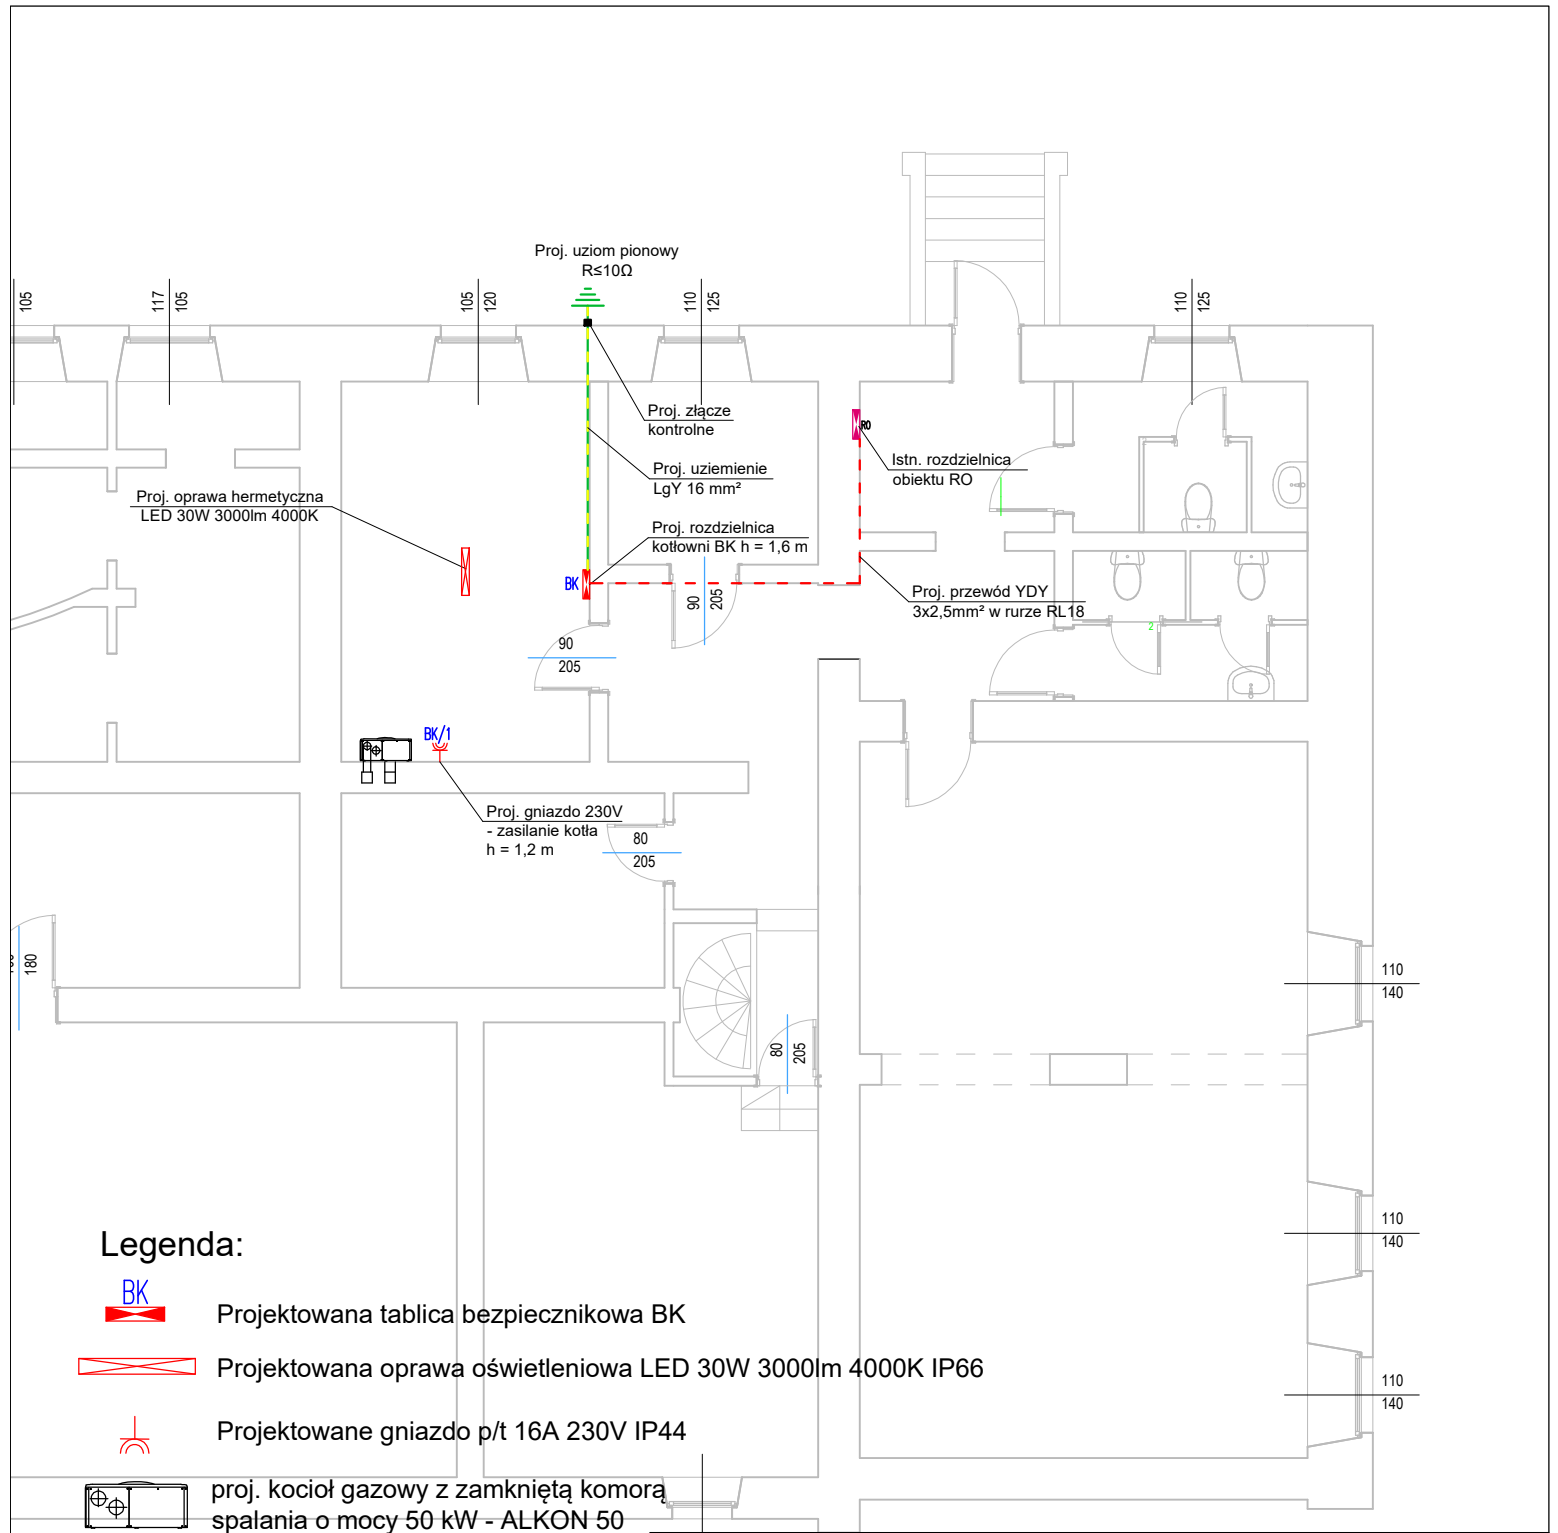 Proj. uziom pionowy
R≤10Ω
105
117
105
105
120
110
125
110
125
Proj. złącze
kontrolne
RO
Istn. rozdzielnica
obiektu RO
Proj. uziemienie
LgY 16 mm²
Proj. oprawa hermetyczna
LED 30W 3000lm 4000K
Proj. rozdzielnica
kotłowni BK h = 1,6 m
BK
90
205
Proj. przewód YDY
3x2,5mm² w rurze RL18
2
90
205
BK/1
Proj. gniazdo 230V
- zasilanie kotła
h = 1,2 m
80
205
180
110
140
80
205
110
140
110
140
Legenda:
BK
Projektowana tablica bezpiecznikowa BK
Projektowana oprawa oświetleniowa LED 30W 3000lm 4000K IP66
Projektowane gniazdo p/t 16A 230V IP44
proj. kocioł gazowy z zamkniętą komorą
spalania o mocy 50 kW - ALKON 50